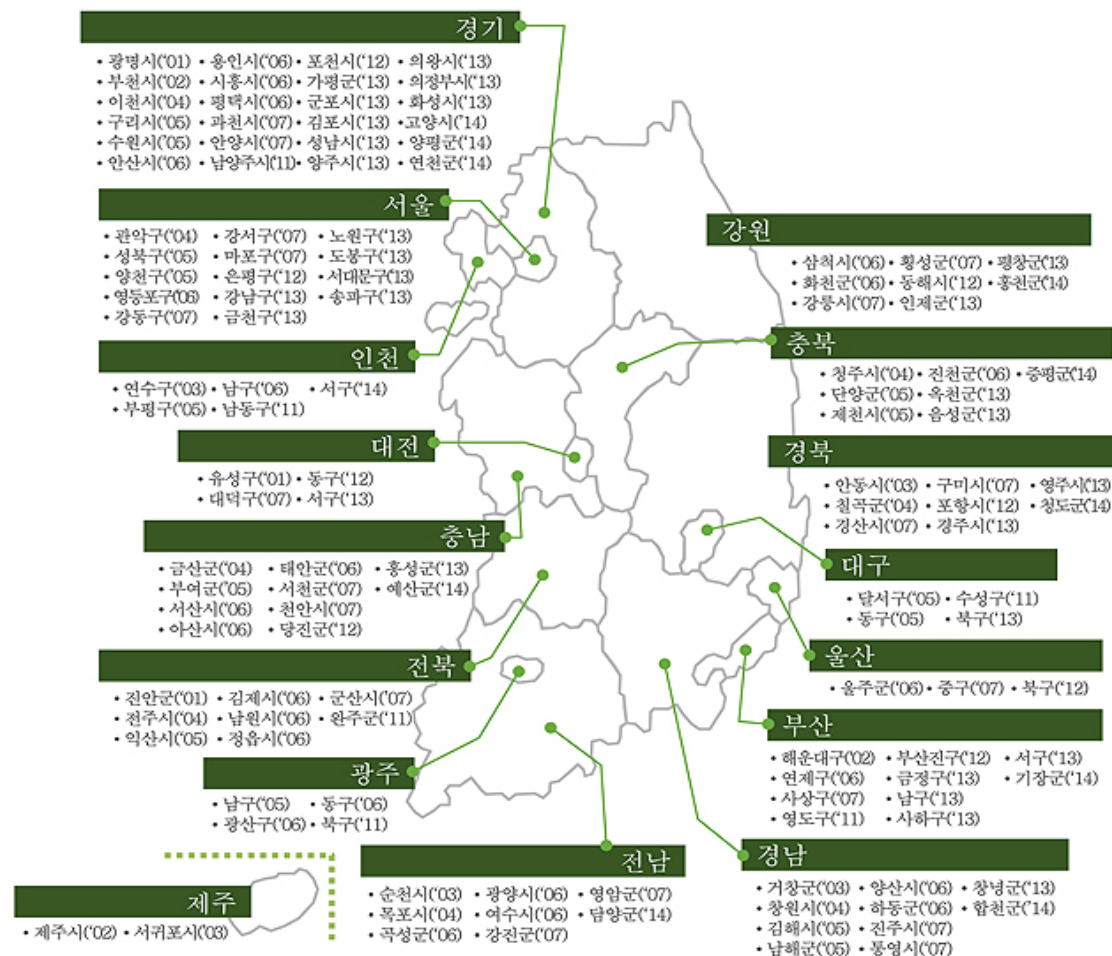 경기
• 광명시('01) • 용인시('06) • 포천시('12) • 의왕시('13)
• 부천시('02) • 시흥시('06) • 가평군('13) • 의정부시('13)
• 이천시('04) • 평택시('06) • 군포시('13) • 화성시('13)
• 구리시('05) • 과천시('07) • 김포시('13) • 고양시('14)
• 수원시('05) • 안양시('07) • 성남시('13) • 양평군('14)
• 안산시('06) • 남양주시('11) • 양주시('13) • 연천군('14)
서울
• 관악구('04) • 강서구('07) • 노원구('13)
• 성북구('05) • 마포구('07) • 도봉구('13)
• 양천구('05) • 은평구('12) • 서대문구('13)
• 영등포구('06) • 강남구('13) • 송파구('13)
• 강동구('07) • 금천구('13)
강원
• 삼척시('06) • 횡성군('07) • 평창군('13)
• 화천군('06) • 동해시('12) • 홍천군('14)
• 강릉시('07) • 인제군('13)
인천
• 연수구('03) • 남구('06) • 서구('14)
• 부평구('05) • 남동구('11)
충북
• 청주시('04) • 진천군('06) • 증평군('14)
• 단양군('05) • 옥천군('13)
• 제천시('05) • 음성군('13)
대전
• 유성구('01) • 동구('12)
• 대덕구('07) • 서구('13)
경북
• 안동시('03) • 구미시('07) • 영주시('13)
• 칠곡군('04) • 포항시('12) • 청도군('14)
• 경산시('07) • 경주시('13)
충남
• 금산군('04) • 태안군('06) • 홍성군('13)
• 부여군('05) • 서천군('07) • 예산군('14)
• 서산시('06) • 천안시('07)
• 아산시('06) • 당진군('12)
대구
• 달서구('05) • 수성구('11)
• 동구('05) • 북구('13)
전북
• 진안군('01) • 김제시('06) • 군산시('07)
• 전주시('04) • 남원시('06) • 완주군('11)
• 익산시('05) • 정읍시('06)
울산
• 울주군('06) • 중구('07) • 북구('12)
광주
• 남구('05) • 동구('06)
• 광산구('06) • 북구('11)
부산
• 해운대구('02) • 부산진구('12) • 서구('13)
• 연제구('06) • 금정구('13) • 기장군('14)
• 사상구('07) • 남구('13)
• 영도구('11) • 사하구('13)
전남
• 순천시('03) • 광양시('06) • 영암군('07)
• 목포시('04) • 여수시('06) • 담양군('14)
• 곡성군('06) • 강진군('07)
경남
• 거창군('03) • 양산시('06) • 창녕군('13)
• 창원시('04) • 하동군('06) • 합천군('14)
• 김해시('05) • 진주시('07)
• 남해군('05) • 통영시('07)
제주
• 제주시('02) • 서귀포시('03)